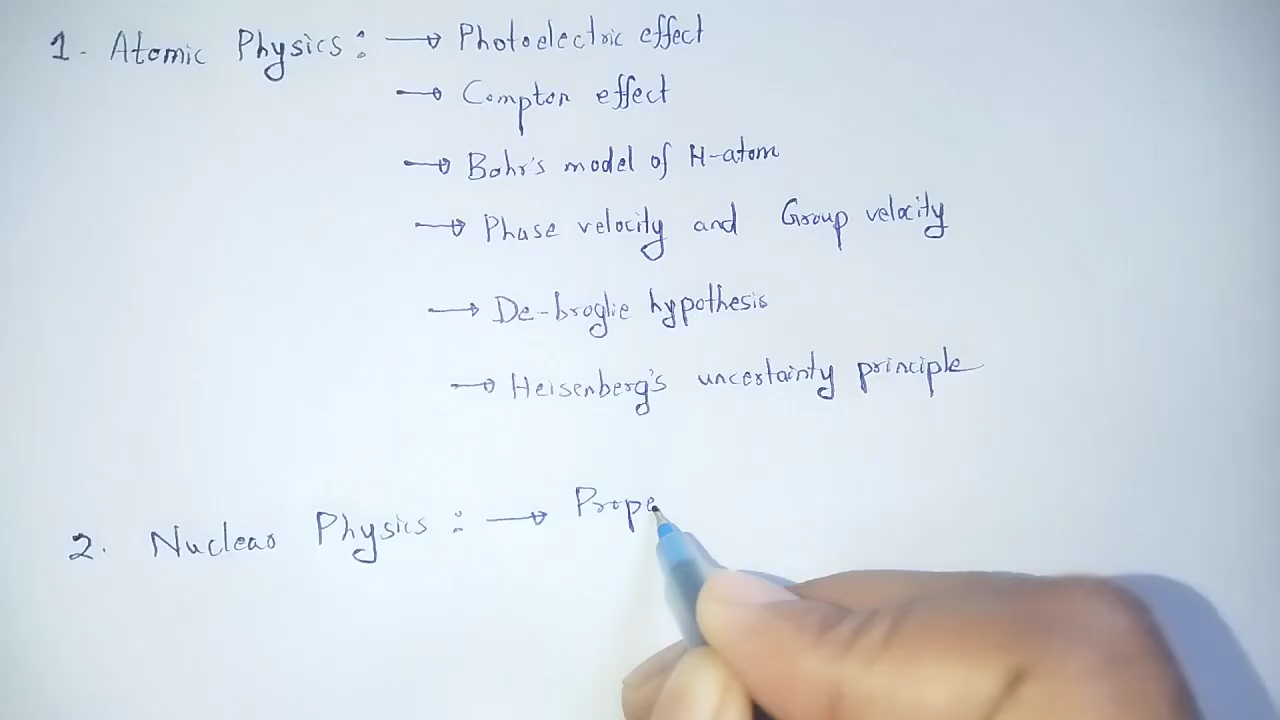 1. Atomic Physics: → Photoelectric effect
→ Compton effect
→ Bohr's model of H-atom
→ Phase velocity and Group velocity
→ De-broglie hypothesis
→ Heisenberg's uncertainty principle
2. Nuclear Physics: → Prope